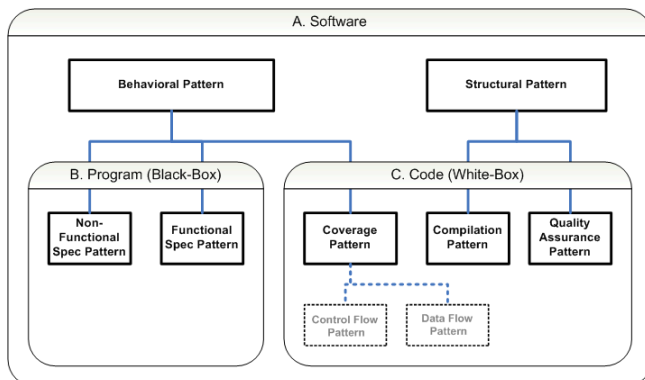 A. Software
Behavioral Pattern
Structural Pattern
B. Program (Black-Box)
C. Code (White-Box)
Non-
Functional
Spec Pattern
Functional
Spec Pattern
Coverage
Pattern
Compilation
Pattern
Quality
Assurance
Pattern
Control Flow
Pattern
Data Flow
Pattern